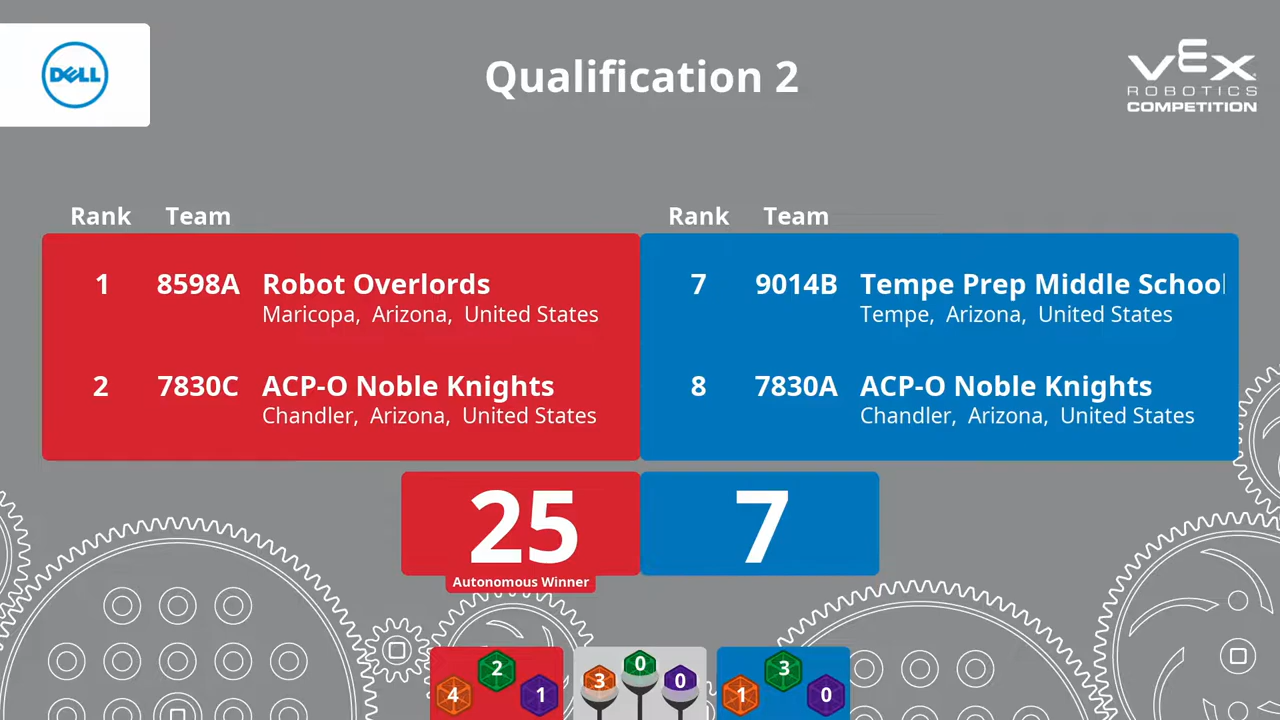 DELL
Qualification 2
VEX
ROBOTICS
COMPETITION
Rank Team
1 8598A Robot Overlords
Maricopa, Arizona, United States
2 7830C ACP-O Noble Knights
Chandler, Arizona, United States
Rank Team
7 9014B Tempe Prep Middle School
Tempe, Arizona, United States
8 7830A ACP-O Noble Knights
Chandler, Arizona, United States
25 7
Autonomous Winner
4 2 1
3 0 0
1 3 0